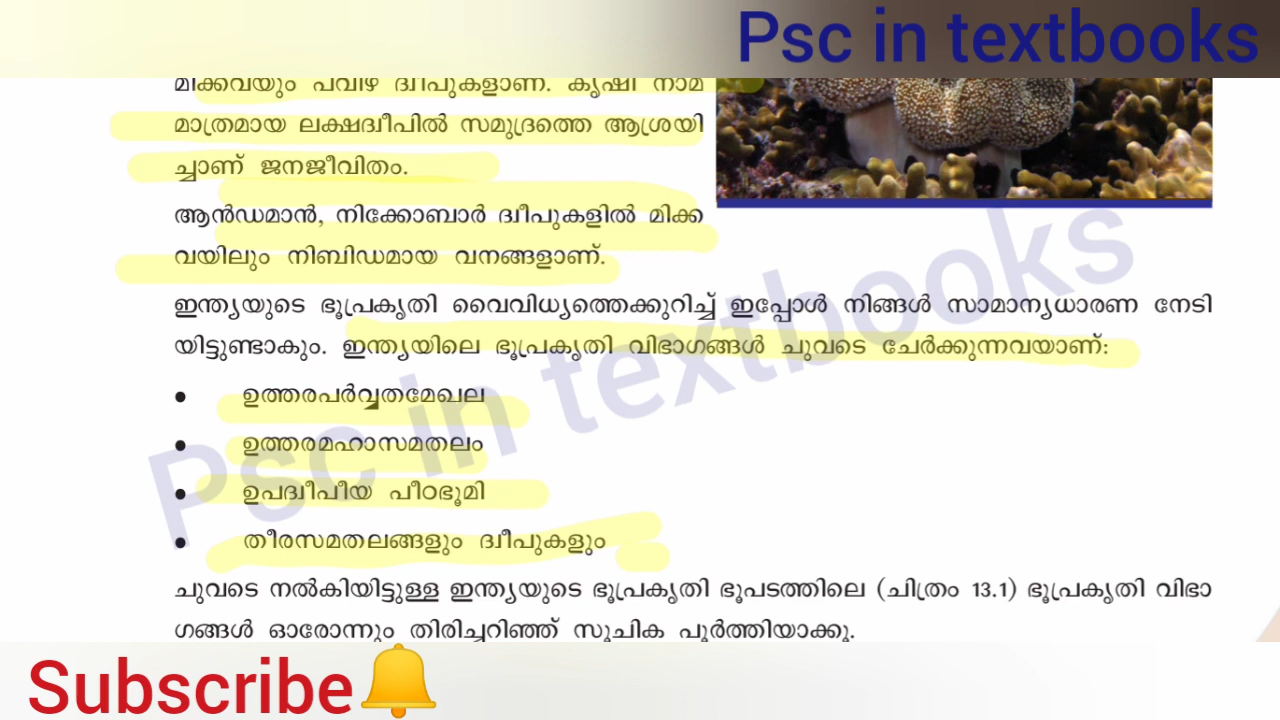 Psc in textbooks
മിക്കവയും പവിഴ ദ്വീപുകളാണ്. കൃഷി നാമ
മാത്രമായ ലക്ഷദ്വീപിൽ സമുദ്രത്തെ ആശ്രയി
ച്ചാണ് ജനജീവിതം.
ആൻഡമാൻ, നിക്കോബാർ ദ്വീപുകളിൽ മിക്ക
വയിലും നിബിഡമായ വനങ്ങളാണ്.
ഇന്ത്യയുടെ ഭൂപ്രകൃതി വൈവിധ്യത്തെക്കുറിച്ച് ഇപ്പോൾ നിങ്ങൾ സാമാന്യധാരണ നേടി
യിട്ടുണ്ടാകും. ഇന്ത്യയിലെ ഭൂപ്രകൃതി വിഭാഗങ്ങൾ ചുവടെ ചേർക്കുന്നവയാണ്:
• ഉത്തരപർവ്വതമേഖല
• ഉത്തരമഹാസമതലം
• ഉപദ്വീപീയ പീഠഭൂമി
• തീരസമതലങ്ങളും ദ്വീപുകളും
ചുവടെ നൽകിയിട്ടുള്ള ഇന്ത്യയുടെ ഭൂപ്രകൃതി ഭൂപടത്തിലെ (ചിത്രം 13.1) ഭൂപ്രകൃതി വിഭാ
ഗങ്ങൾ ഓരോന്നും തിരിച്ചറിഞ്ഞ് സൂചിക പൂർത്തിയാക്കൂ.
Psc in textbooks
Subscribe